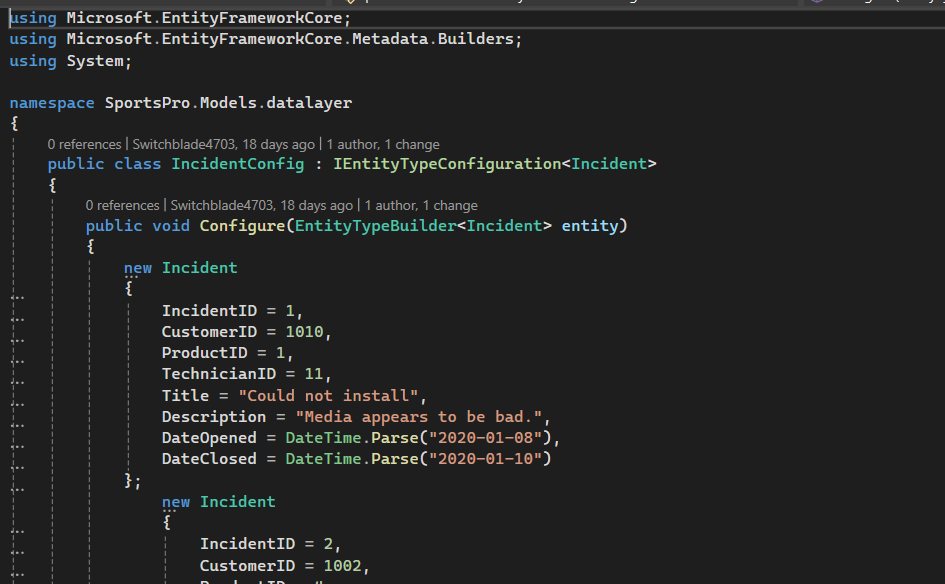 using Microsoft.EntityFrameworkCore;
using Microsoft.EntityFrameworkCore.Metadata.Builders;
using System;
namespace SportsPro.Models.datalayer
{
0 references | Switchblade4703, 18 days ago | 1 author, 1 change
public class IncidentConfig : IEntityTypeConfiguration<Incident>
{
0 references | Switchblade4703, 18 days ago | 1 author, 1 change
public void Configure(EntityTypeBuilder<Incident> entity)
{
new Incident
{
IncidentID = 1,
CustomerID = 1010,
ProductID = 1,
TechnicianID = 11,
Title = "Could not install",
Description = "Media appears to be bad.",
DateOpened = DateTime.Parse("2020-01-08"),
DateClosed = DateTime.Parse("2020-01-10")
};
new Incident
{
IncidentID = 2,
CustomerID = 1002,